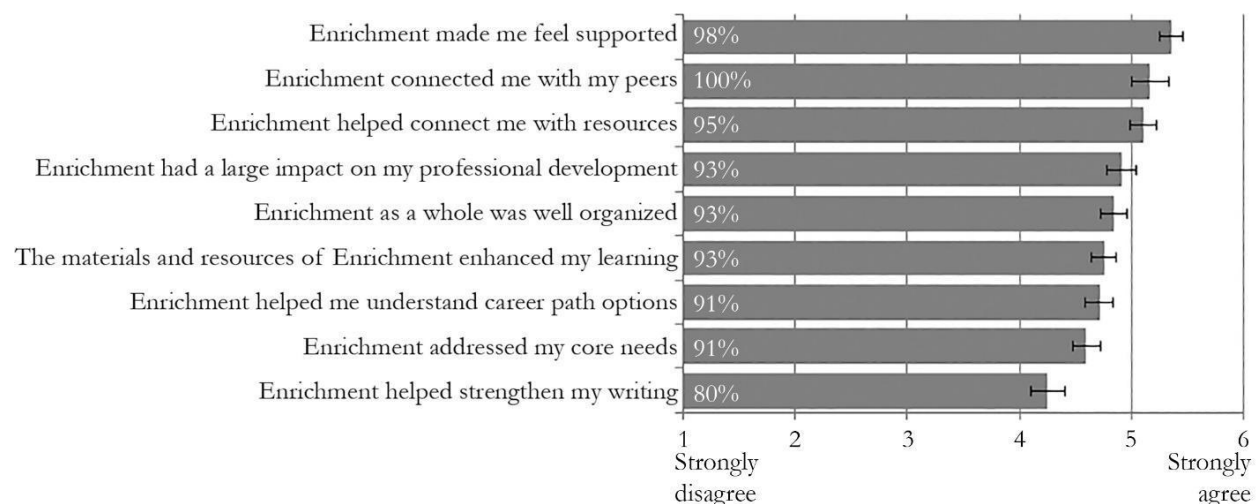 Enrichment made me feel supported 98%
Enrichment connected me with my peers 100%
Enrichment helped connect me with resources 95%
Enrichment had a large impact on my professional development 93%
Enrichment as a whole was well organized 93%
The materials and resources of Enrichment enhanced my learning 93%
Enrichment helped me understand career path options 91%
Enrichment addressed my core needs 91%
Enrichment helped strengthen my writing 80%
1 2 3 4 5 6
Strongly Strongly
disagree agree